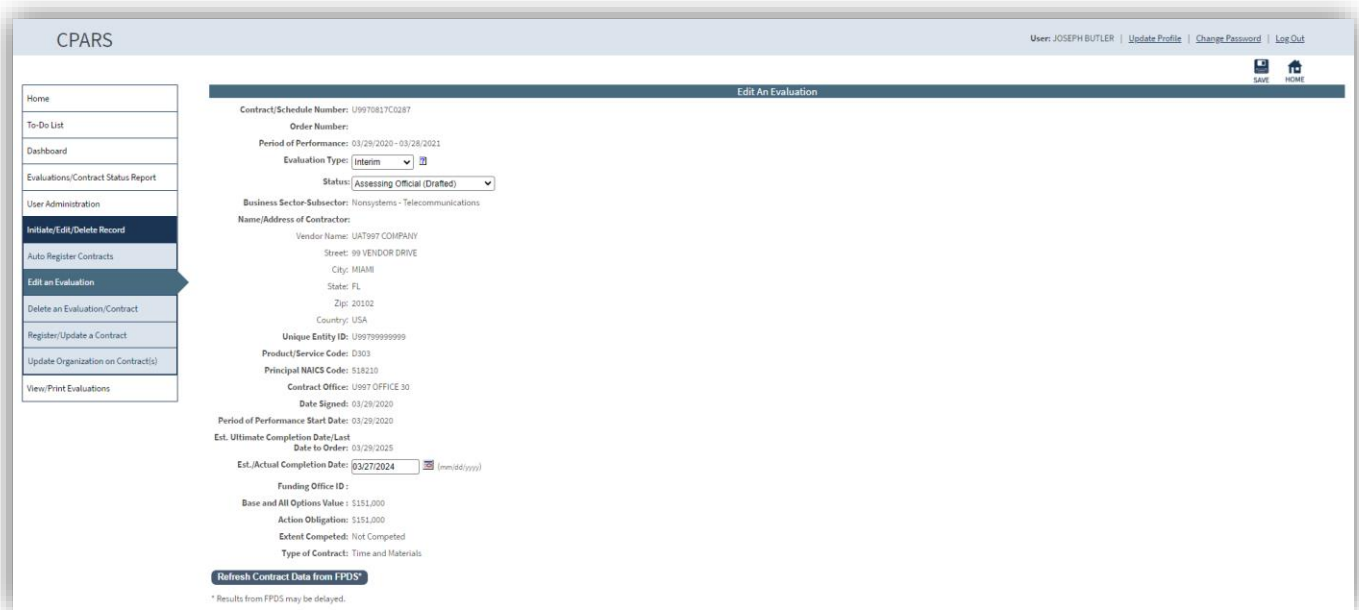 CPARS
User: JOSEPH BUTLER | Update Profile | Change Password | Log Out
SAVE HOME
Home
To-Do List
Dashboard
Evaluations/Contract Status Report
User Administration
Initiate/Edit/Delete Record
Auto Register Contracts
Edit an Evaluation
Delete an Evaluation/Contract
Register/Update a Contract
Update Organization on Contract(s)
View/Print Evaluations
Edit An Evaluation
Contract/Schedule Number: U9970817C0287
Order Number:
Period of Performance: 03/29/2020 - 03/28/2021
Evaluation Type: Interim
Status: Assessing Official (Drafted)
Business Sector-Subsector: Nonsystems - Telecommunications
Name/Address of Contractor:
Vendor Name: UAT997 COMPANY
Street: 99 VENDOR DRIVE
City: MIAMI
State: FL
Zip: 20102
Country: USA
Unique Entity ID: U99799999999
Product/Service Code: D303
Principal NAICS Code: 518210
Contract Office: U997 OFFICE 30
Date Signed: 03/29/2020
Period of Performance Start Date: 03/29/2020
Est. Ultimate Completion Date/Last
Date to Order: 03/29/2025
Est./Actual Completion Date: 03/27/2024 (mm/dd/yyyy)
Funding Office ID :
Base and All Options Value : $151,000
Action Obligation: $151,000
Extent Competed: Not Competed
Type of Contract: Time and Materials
Refresh Contract Data from FPDS*
* Results from FPDS may be delayed.